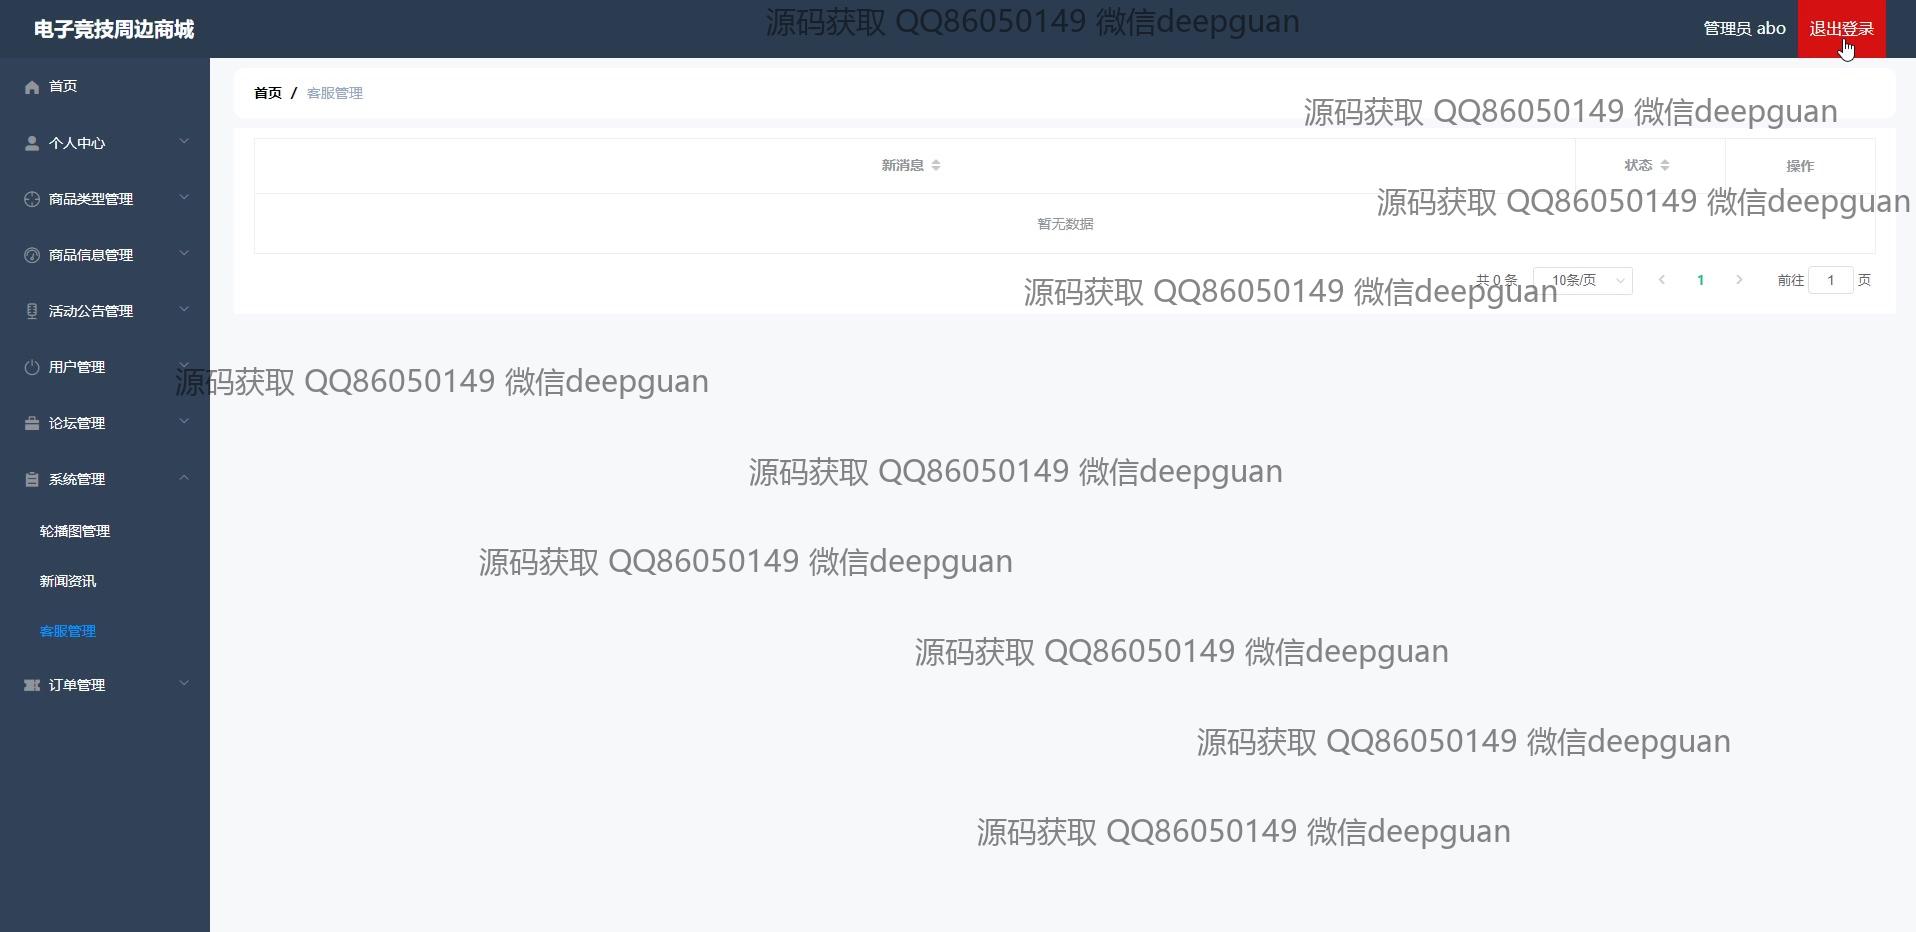 电子竞技周边商城
源码获取 QQ86050149 微信deepguan
管理员 abo
退出登录
首页
个人中心
商品类型管理
商品信息管理
活动公告管理
用户管理
论坛管理
系统管理
轮播图管理
新闻资讯
客服管理
订单管理
首页 / 客服管理
源码获取 QQ86050149 微信deepguan
新消息 状态 操作
源码获取 QQ86050149 微信deepguan
暂无数据
共 0 条 10条/页 1 前往 1 页
源码获取 QQ86050149 微信deepguan
源码获取 QQ86050149 微信deepguan
源码获取 QQ86050149 微信deepguan
源码获取 QQ86050149 微信deepguan
源码获取 QQ86050149 微信deepguan
源码获取 QQ86050149 微信deepguan
源码获取 QQ86050149 微信deepguan